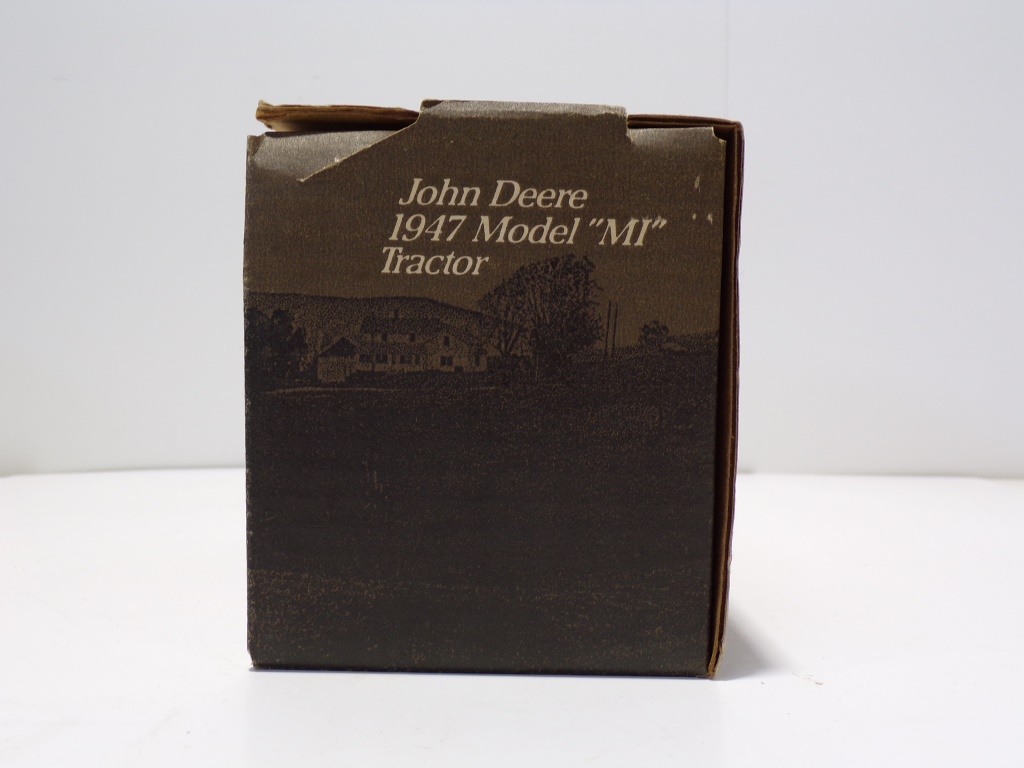 John Deere
1947 Model "MI"
Tractor